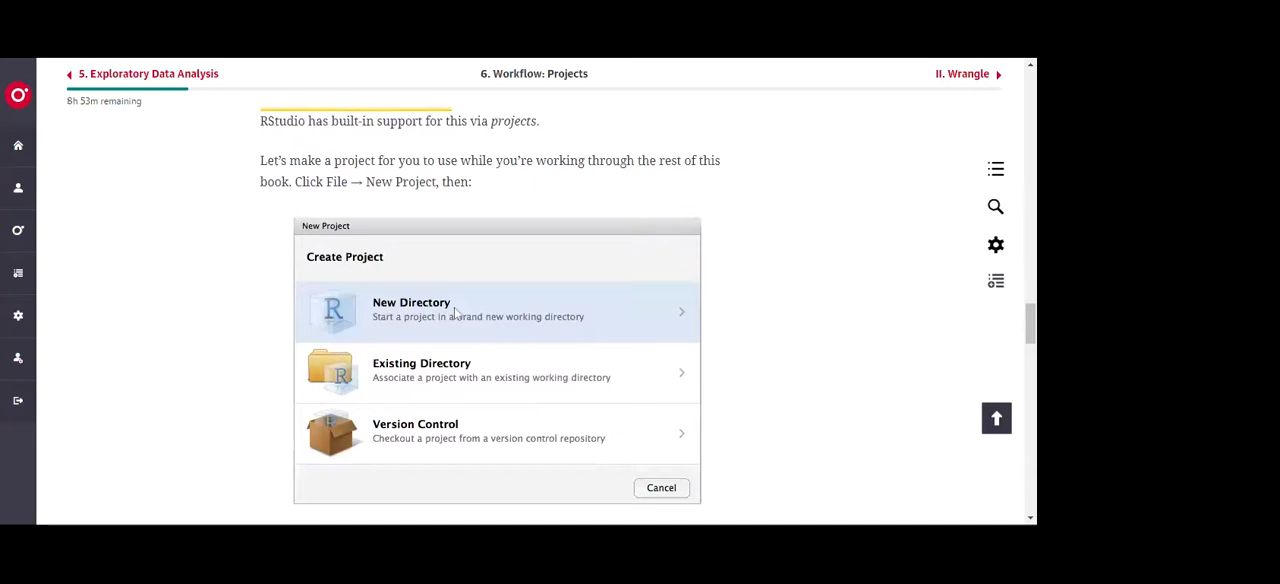 5. Exploratory Data Analysis
6. Workflow: Projects
II. Wrangle
8h 53m remaining
RStudio has built-in support for this via projects.
Let’s make a project for you to use while you’re working through the rest of this
book. Click File → New Project, then:
New Project
Create Project
R
New Directory
Start a project in a brand new working directory
R
Existing Directory
Associate a project with an existing working directory
R
Version Control
Checkout a project from a version control repository
Cancel